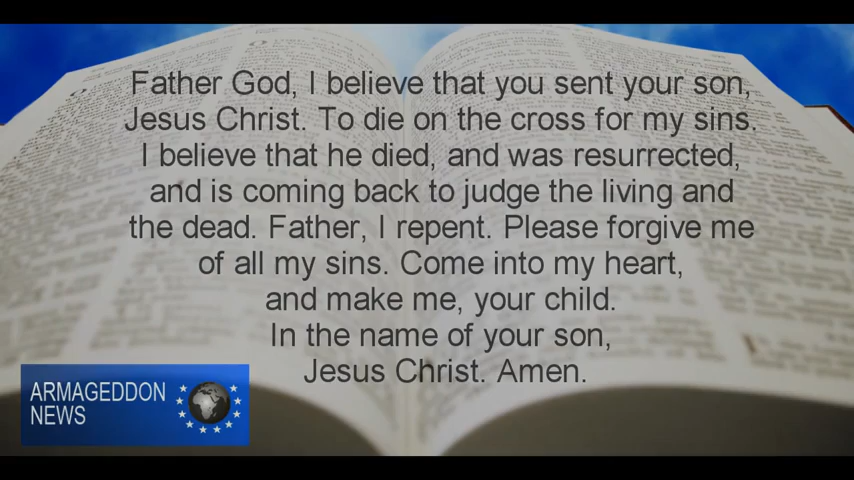 Father God, I believe that you sent your son,
Jesus Christ. To die on the cross for my sins.
I believe that he died, and was resurrected,
and is coming back to judge the living and
the dead. Father, I repent. Please forgive me
of all my sins. Come into my heart,
and make me, your child.
In the name of your son,
Jesus Christ. Amen.
ARMAGEDDON
NEWS